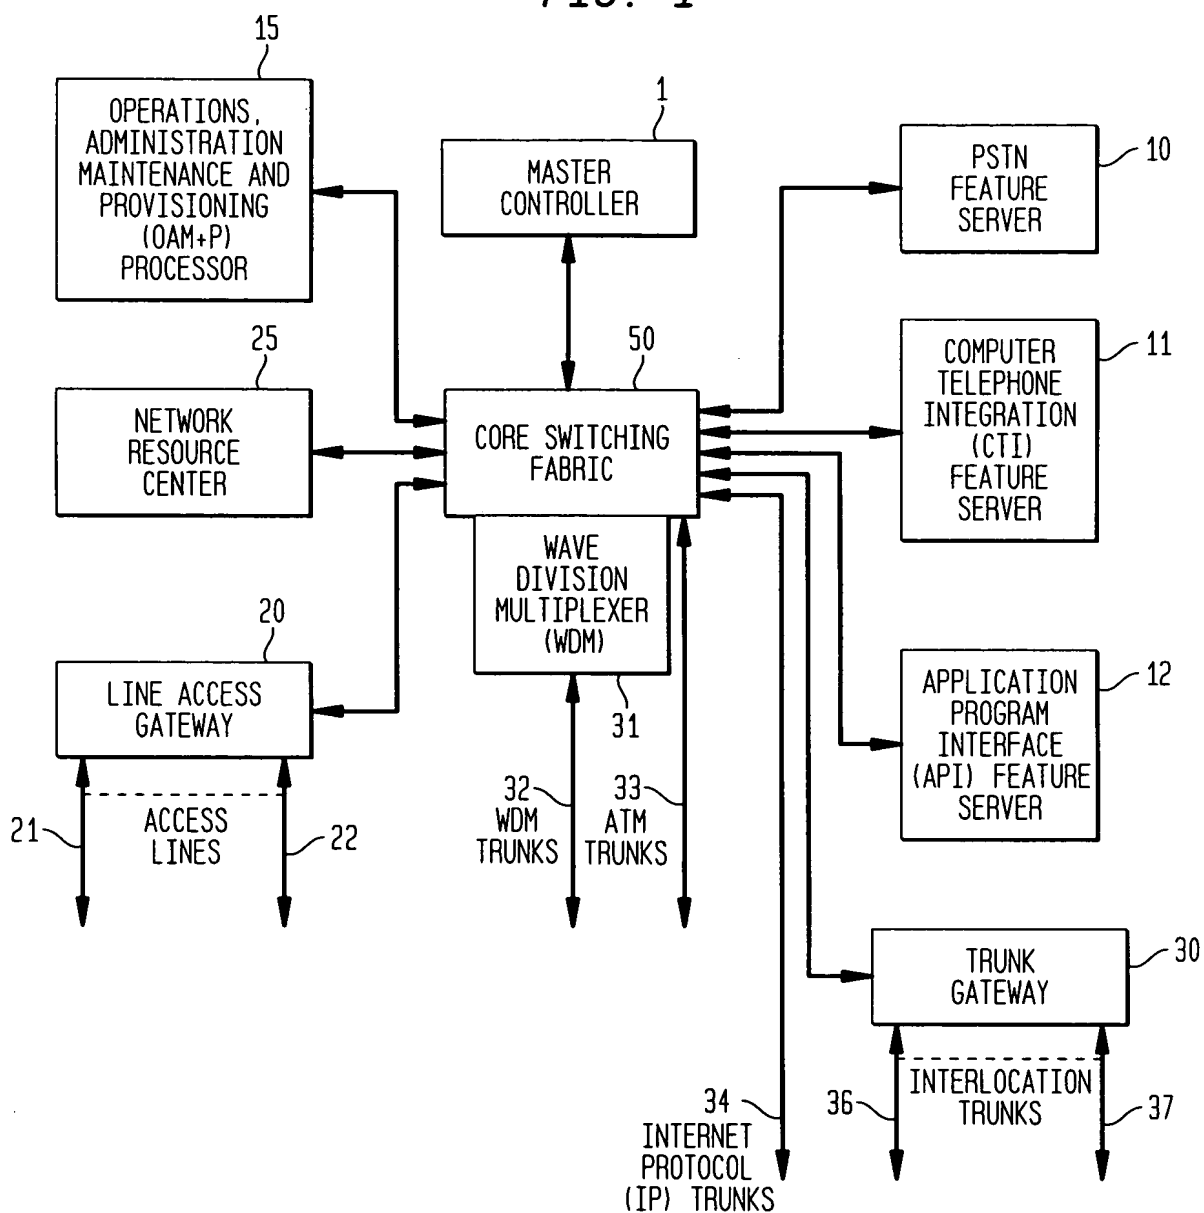 FIG. 1
15
OPERATIONS,
ADMINISTRATION
MAINTENANCE AND
PROVISIONING
(OAM+P)
PROCESSOR
1
MASTER
CONTROLLER
PSTN
FEATURE
SERVER
10
25
NETWORK
RESOURCE
CENTER
50
CORE SWITCHING
FABRIC
COMPUTER
TELEPHONE
INTEGRATION
(CTI)
FEATURE
SERVER
11
WAVE
DIVISION
MULTIPLEXER
(WDM)
31
20
LINE ACCESS
GATEWAY
APPLICATION
PROGRAM
INTERFACE
(API) FEATURE
SERVER
12
21
ACCESS
LINES
22
32
WDM
TRUNKS
33
ATM
TRUNKS
TRUNK
GATEWAY
30
34
INTERNET
PROTOCOL
(IP) TRUNKS
36
INTERLOCATION
TRUNKS
37